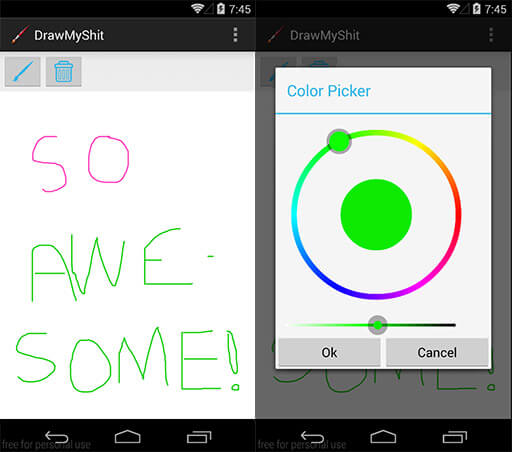 7:45
DrawMyShit
SO
AWE-
SOME!
free for personal use
7:45
DrawMyShit
Color Picker
Ok
Cancel
free for personal use